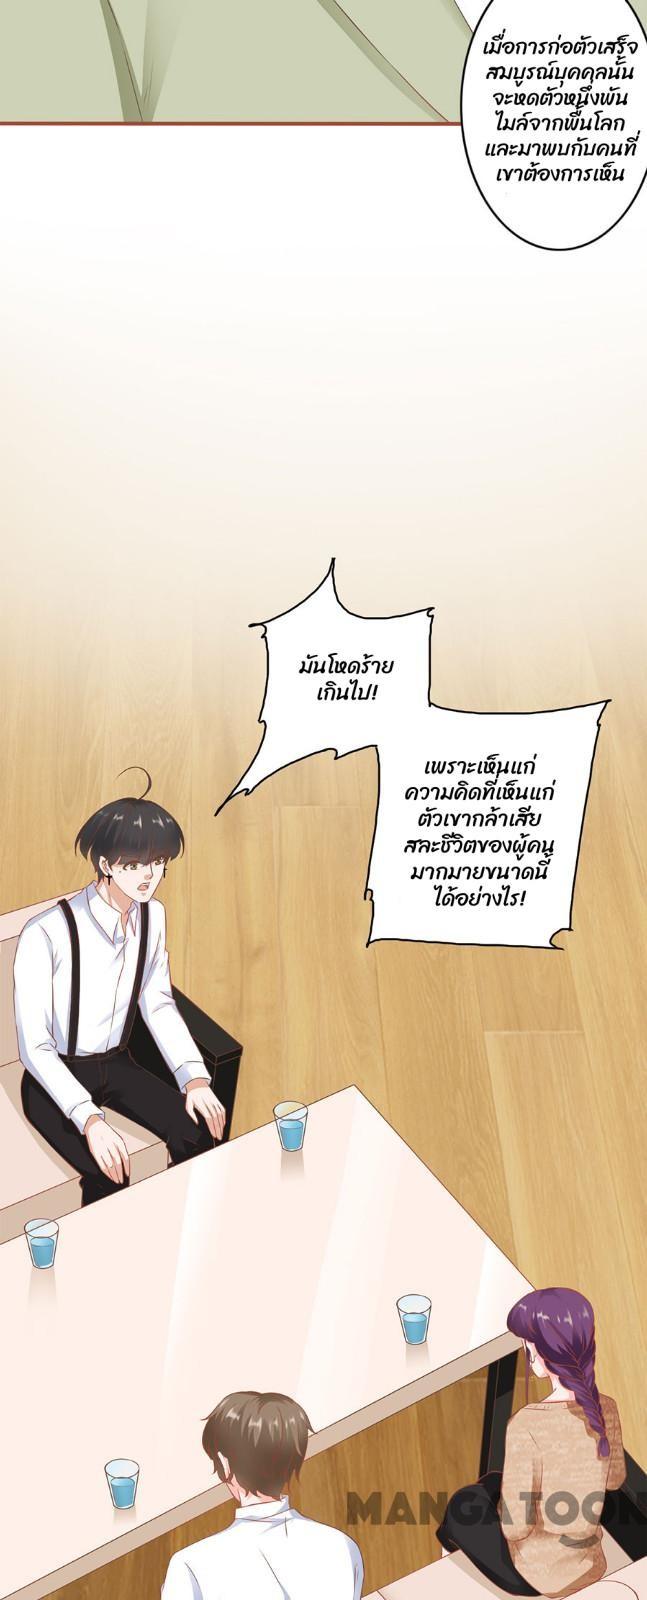 เมื่อการก่อตัวเสร็จ
สมบูรณ์บุคคลนั้น
จะหดตัวหนึ่งพัน
ไมล์จากพื้นโลก
และมาพบกับคนที่
เขาต้องการเห็น
มันโหดร้าย
เกินไป!
เพราะเห็นแก่
ความคิดที่เห็นแก่
ตัวเขากล้าเสีย
สละชีวิตของผู้คน
มากมายขนาดนี้
ได้อย่างไร!
MANGATOON